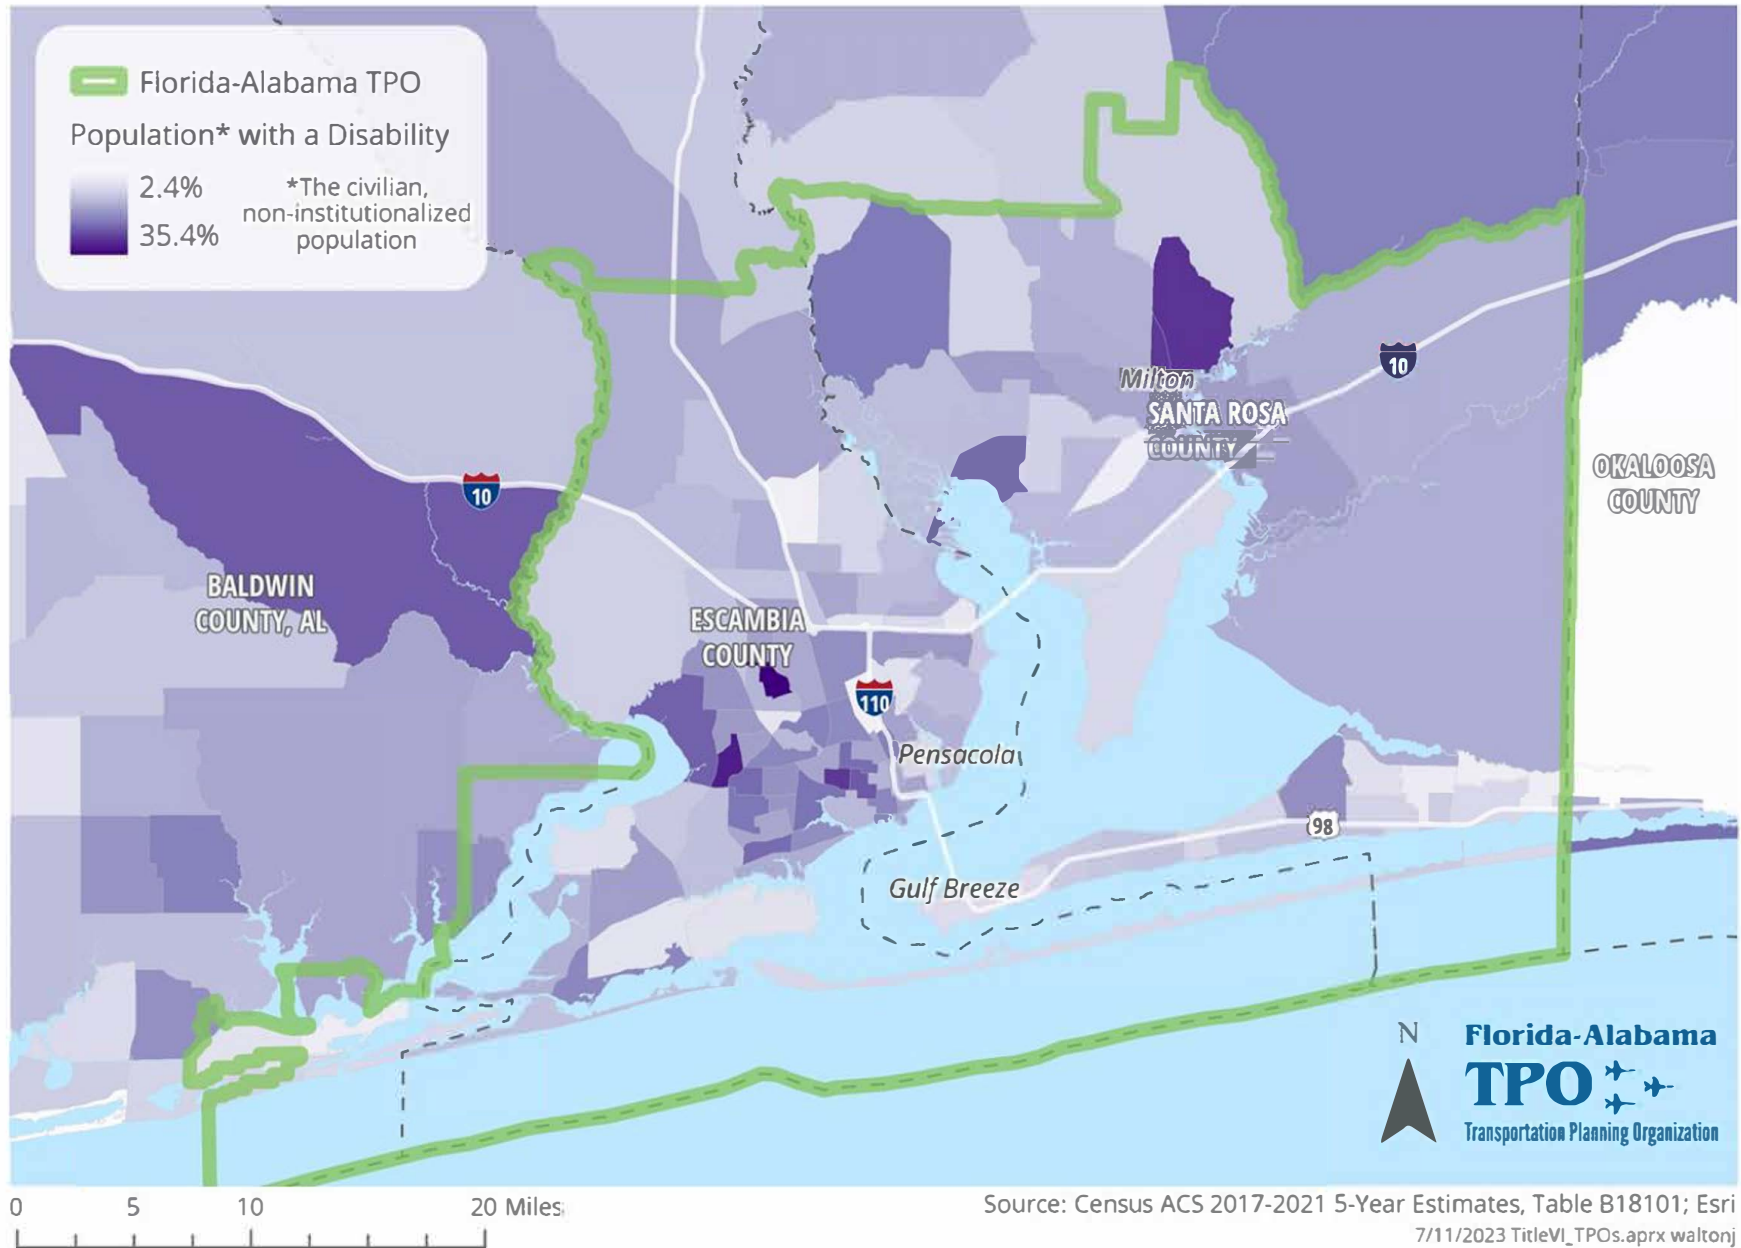 Florida-Alabama TPO
Population* with a Disability
2.4%
35.4%
*The civilian,
non-institutionalized
population
10
Milton
SANTA ROSA
COUNTY
OKALOOSA
COUNTY
10
BALDWIN
COUNTY, AL
ESCAMBIA
COUNTY
110
Pensacola
98
Gulf Breeze
N
Florida-Alabama
TPO
Transportation Planning Organization
0 5 10 20 Miles
Source: Census ACS 2017-2021 5-Year Estimates, Table B18101; Esri
7/11/2023 TitleVI_TPOs.aprx waltonj